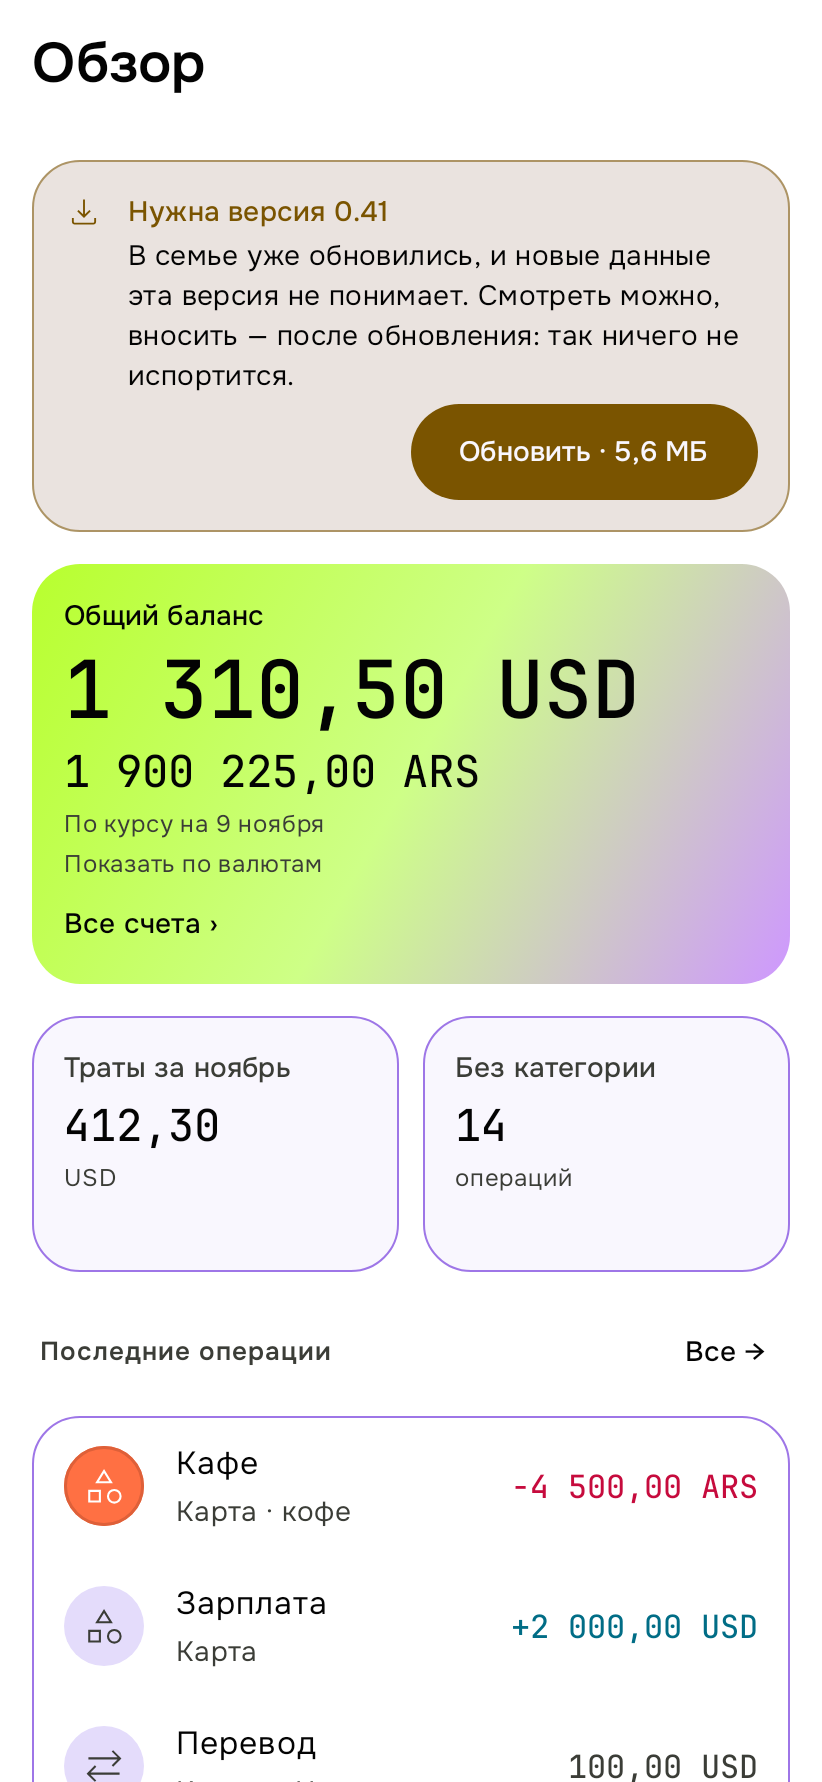 Обзор
Нужна версия 0.41
В семье уже обновились, и новые данные
эта версия не понимает. Смотреть можно,
вносить — после обновления: так ничего не
испортится.
Обновить · 5,6 МБ
Общий баланс
1 310,50 USD
1 900 225,00 ARS
По курсу на 9 ноября
Показать по валютам
Все счета ›
Траты за ноябрь
412,30
USD
Без категории
14
операций
Последние операции
Все →
Кафе
-4 500,00 ARS
Карта · кофе
Зарплата
+2 000,00 USD
Карта
Перевод
100,00 USD